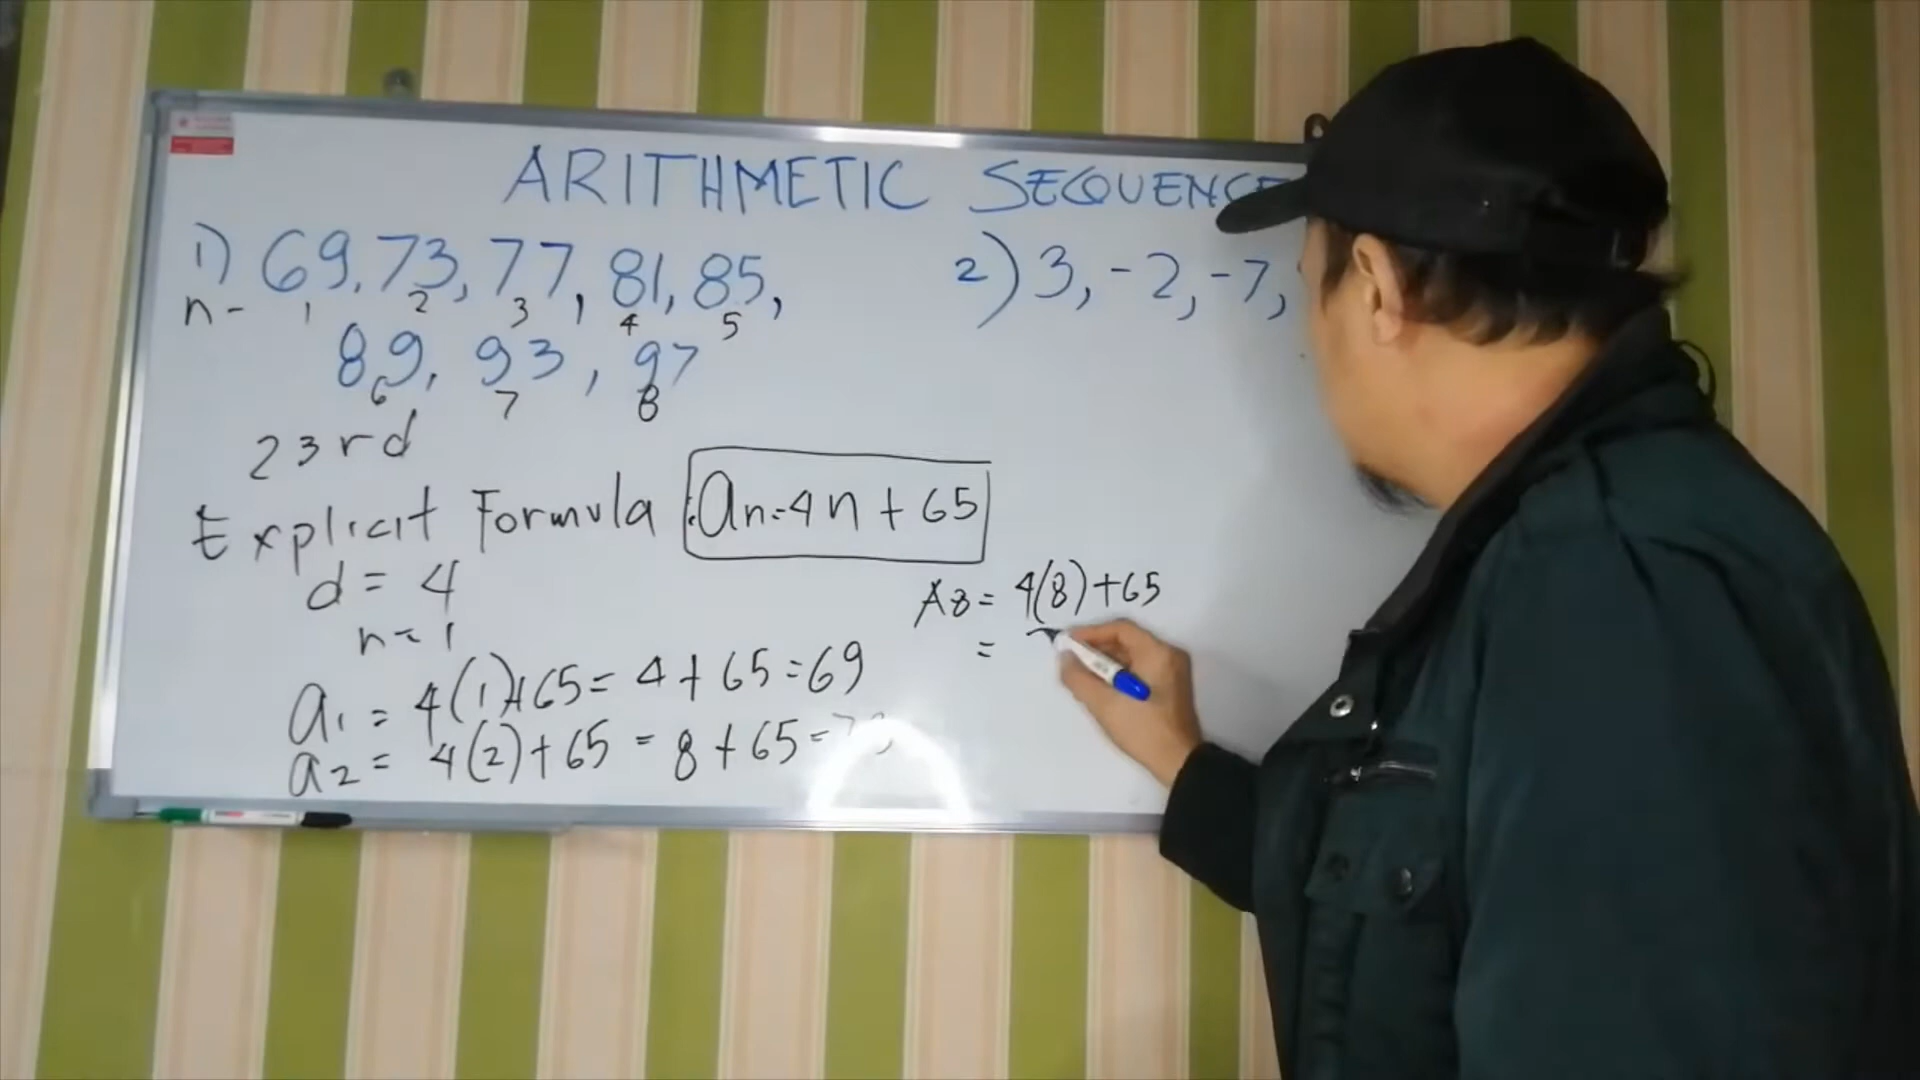 ARITHMETIC SEQUENCE
1) 69, 73, 77, 81, 85,
n- 1 2 3 4 5
89, 93, 97
6 7 8
23rd
Explicit Formula: an=4n+65
d = 4
n=1
a1 = 4(1)+65= 4+65=69
a2 = 4(2)+65 = 8+65=73
2) 3, -2, -7,
A8= 4(8)+65
=